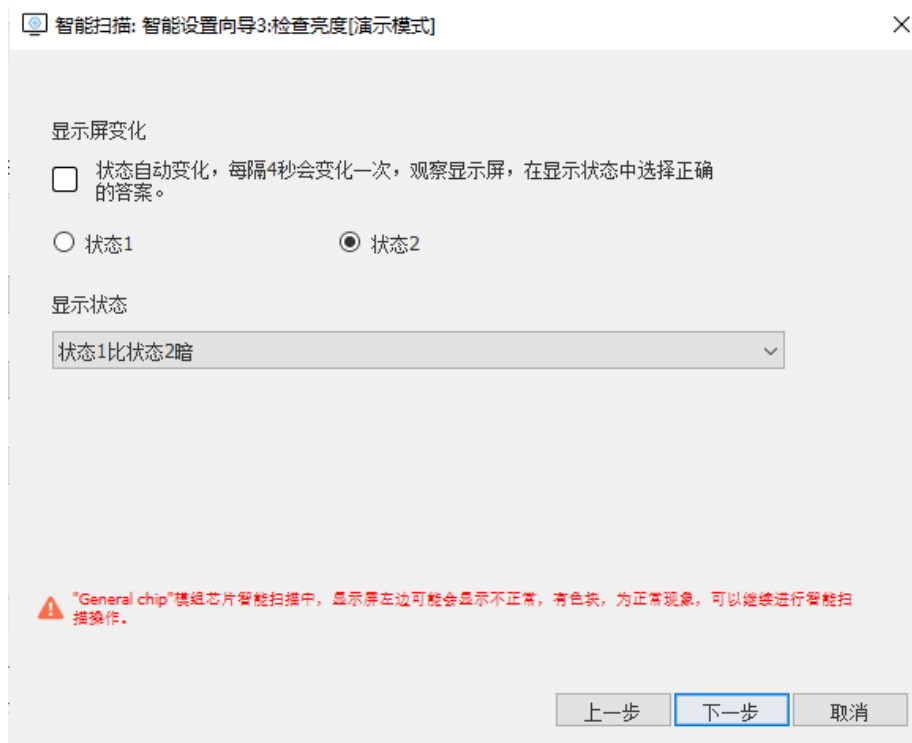 智能扫描: 智能设置向导3:检查亮度[演示模式]
显示屏变化
状态自动变化，每隔4秒会变化一次，观察显示屏，在显示状态中选择正确
的答案。
状态1
状态2
显示状态
状态1比状态2暗
"General chip"模组芯片智能扫描中，显示屏左边可能会显示不正常，有色块，为正常现象，可以继续进行智能扫
描操作。
上一步
下一步
取消